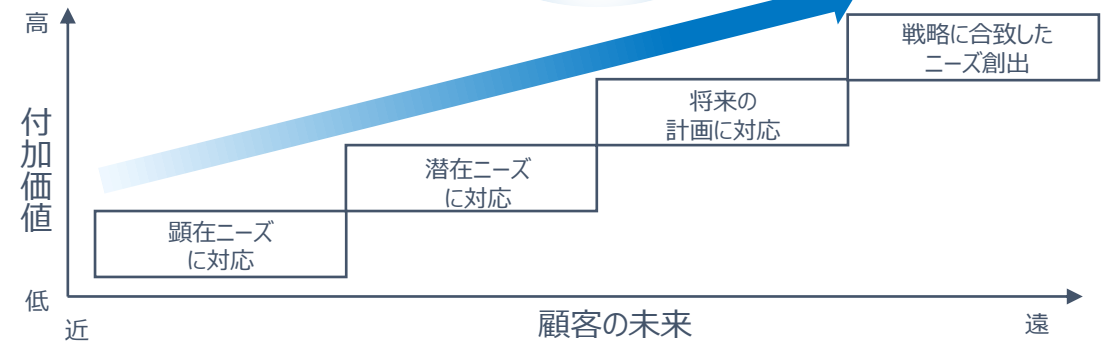 高
戦略に合致した
ニーズ創出
将来の
計画に対応
付加価値
潜在ニーズ
に対応
顕在ニーズ
に対応
低
近
顧客の未来
遠